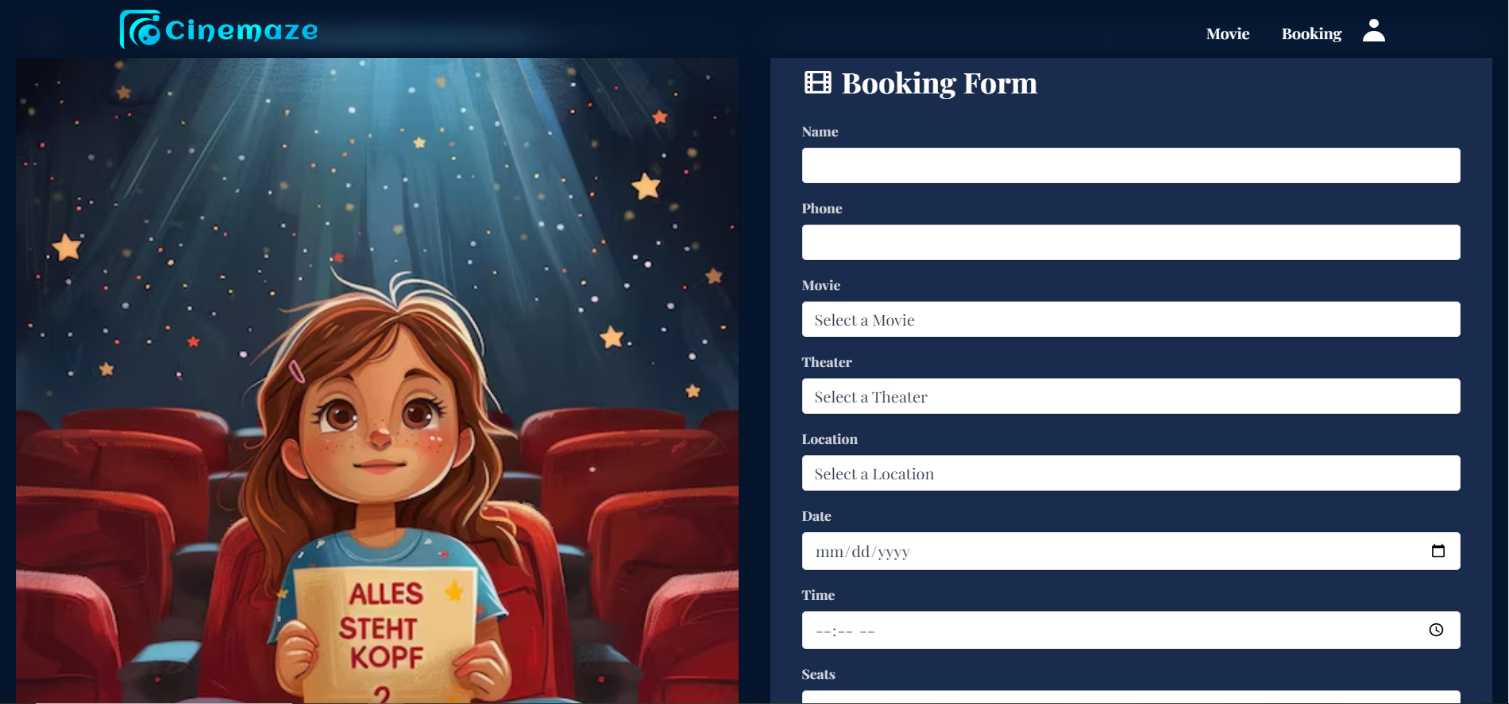 Cinemaze
Movie
Booking
ALLES
STEHT
KOPF
2
Booking Form
Name
Phone
Movie
Select a Movie
Theater
Select a Theater
Location
Select a Location
Date
mm/dd/yyyy
Time
--:-- --
Seats